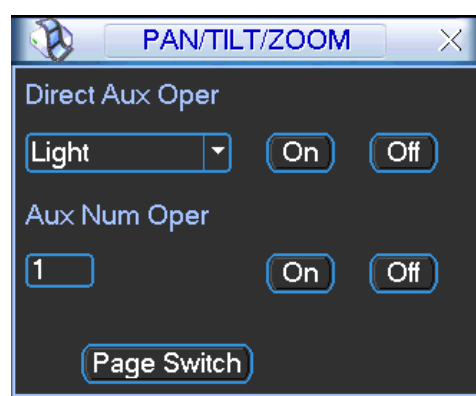 PAN/TILT/ZOOM
Direct Aux Oper
Light On Off
Aux Num Oper
1 On Off
Page Switch